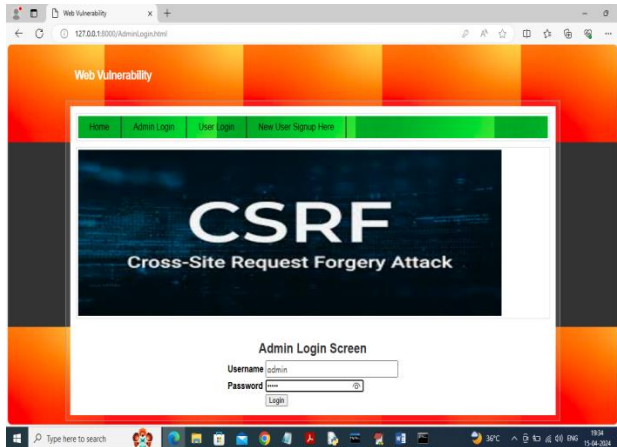 Web Vulnerability
127.0.0.1:8000/AdminLogin.html
Web Vulnerability
Home Admin Login User Login New User Signup Here
CSRF
Cross-Site Request Forgery Attack
Admin Login Screen
Username admin
Password •••••
Login
Type here to search 36°C ENG 19:34
15-04-2024